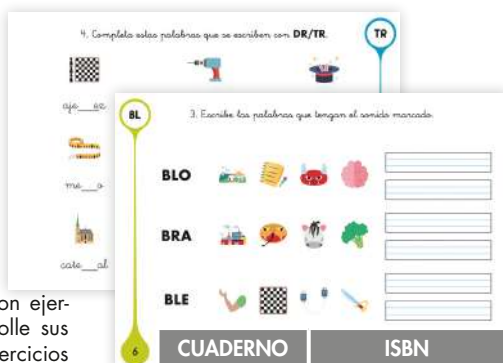 4. Completa estas palabras que se escriben con DR/TR.
TR
aje__ez
me__o
cate__al
BL
3. Escribe las palabras que tengan el sonido marcado.
BLO
BRA
BLE
6
on ejer-
olle sus
ercicios
CUADERNO
ISBN